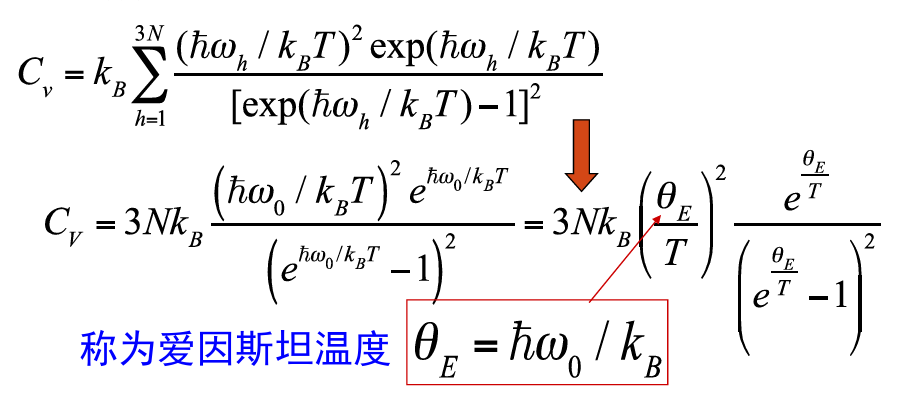 $C_v = k_B \sum_{h=1}^{3N} \frac{(\hbar\omega_h / k_B T)^2 \exp(\hbar\omega_h / k_B T)}{[\exp(\hbar\omega_h / k_B T) - 1]^2}$
$C_V = 3Nk_B \frac{\left(\hbar\omega_0 / k_B T\right)^2 e^{\hbar\omega_0 / k_B T}}{\left(e^{\hbar\omega_0 / k_B T} - 1\right)^2} = 3Nk_B \left(\frac{\theta_E}{T}\right)^2 \frac{e^{\frac{\theta_E}{T}}}{\left(e^{\frac{\theta_E}{T}} - 1\right)^2}$
称为爱因斯坦温度 $\theta_E = \hbar\omega_0 / k_B$